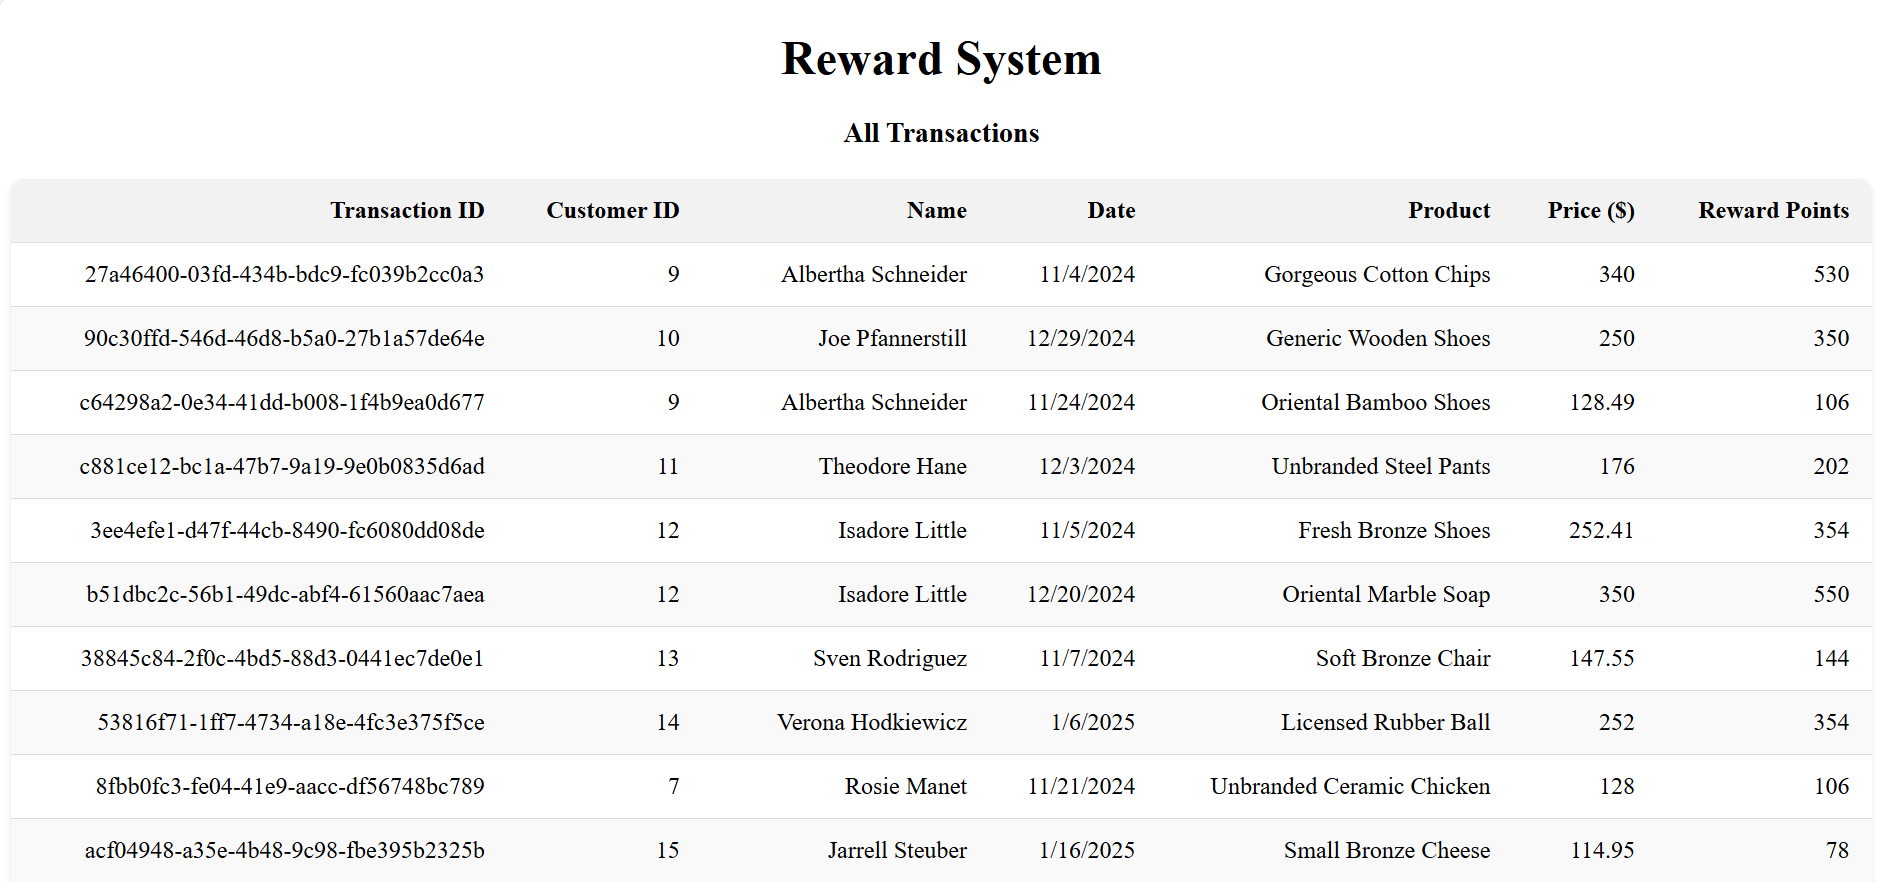 Reward System
All Transactions
Transaction ID Customer ID Name Date Product Price ($) Reward Points
27a46400-03fd-434b-bdc9-fc039b2cc0a3 9 Albertha Schneider 11/4/2024 Gorgeous Cotton Chips 340 530
90c30ffd-546d-46d8-b5a0-27b1a57de64e 10 Joe Pfannerstill 12/29/2024 Generic Wooden Shoes 250 350
c64298a2-0e34-41dd-b008-1f4b9ea0d677 9 Albertha Schneider 11/24/2024 Oriental Bamboo Shoes 128.49 106
c881ce12-bc1a-47b7-9a19-9e0b0835d6ad 11 Theodore Hane 12/3/2024 Unbranded Steel Pants 176 202
3ee4efe1-d47f-44cb-8490-fc6080dd08de 12 Isadore Little 11/5/2024 Fresh Bronze Shoes 252.41 354
b51dbc2c-56b1-49dc-abf4-61560aac7aea 12 Isadore Little 12/20/2024 Oriental Marble Soap 350 550
38845c84-2f0c-4bd5-88d3-0441ec7de0e1 13 Sven Rodriguez 11/7/2024 Soft Bronze Chair 147.55 144
53816f71-1ff7-4734-a18e-4fc3e375f5ce 14 Verona Hodkiewicz 1/6/2025 Licensed Rubber Ball 252 354
8fbb0fc3-fe04-41e9-aacc-df56748bc789 7 Rosie Manet 11/21/2024 Unbranded Ceramic Chicken 128 106
acf04948-a35e-4b48-9c98-fbe395b2325b 15 Jarrell Steuber 1/16/2025 Small Bronze Cheese 114.95 78